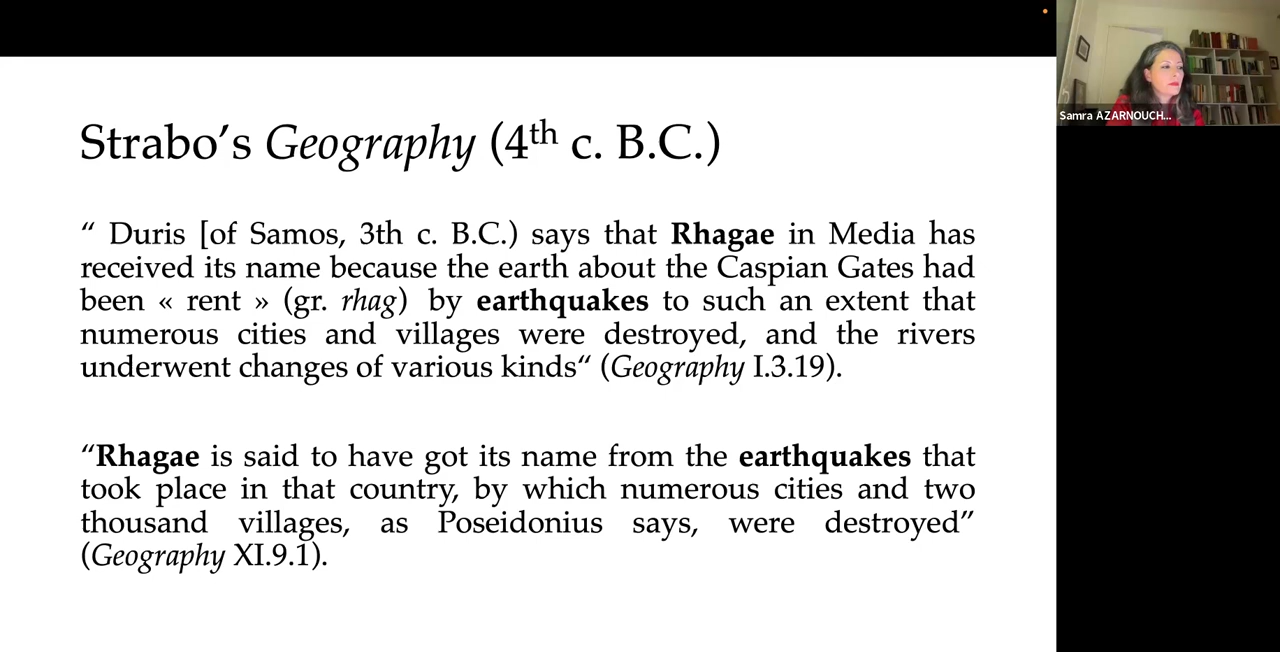 Samra AZARNOUCH...
Strabo’s Geography (4th c. B.C.)
“ Duris [of Samos, 3th c. B.C.) says that Rhagae in Media has
received its name because the earth about the Caspian Gates had
been « rent » (gr. rhag) by earthquakes to such an extent that
numerous cities and villages were destroyed, and the rivers
underwent changes of various kinds“ (Geography I.3.19).
“Rhagae is said to have got its name from the earthquakes that
took place in that country, by which numerous cities and two
thousand villages, as Poseidonius says, were destroyed”
(Geography XI.9.1).